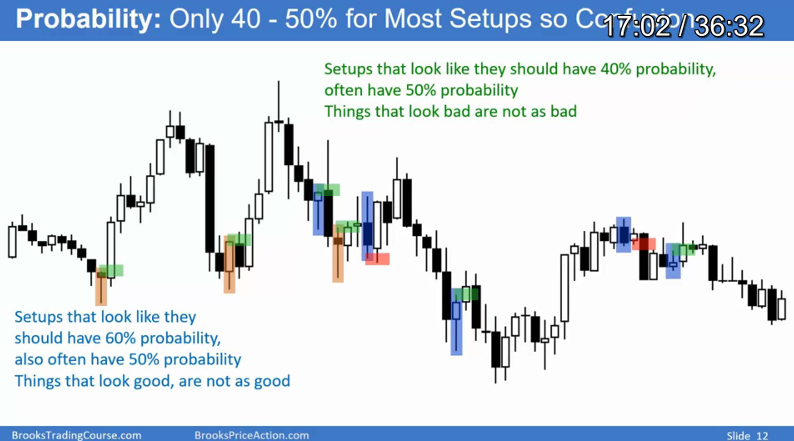 Probability: Only 40 - 50% for Most Setups so Confusion
17:02 / 36:32
Setups that look like they should have 40% probability,
often have 50% probability
Things that look bad are not as bad
Setups that look like they
should have 60% probability,
also often have 50% probability
Things that look good, are not as good
BrooksTradingCourse.com
BrooksPriceAction.com
Slide 12